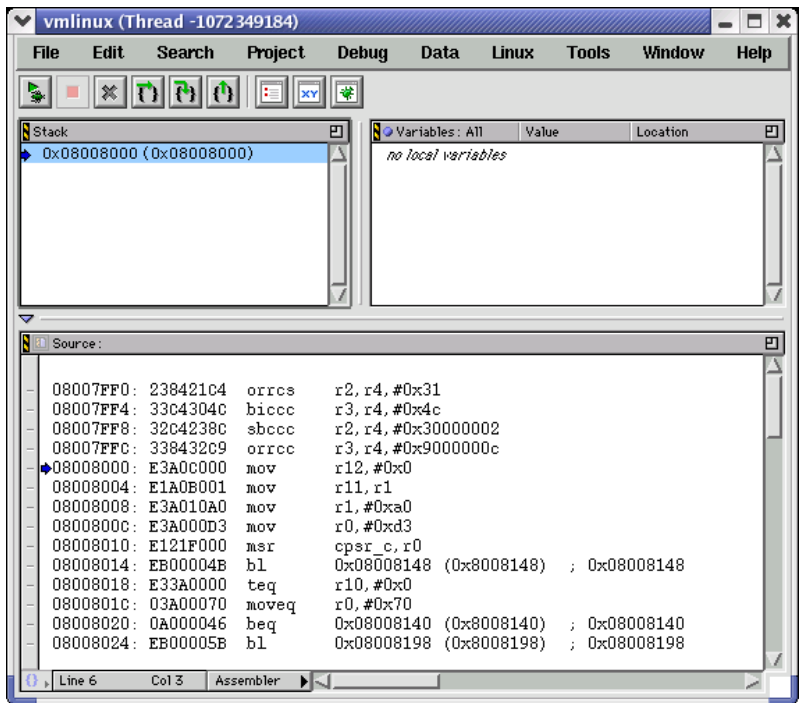 vmlinux (Thread -1072349184)
File Edit Search Project Debug Data Linux Tools Window Help
XY
Stack
0x08008000 (0x08008000)
Variables: All Value Location
no local variables
Source:
08007FF0: 238421C4 orrcs r2,r4,#0x31
08007FF4: 33C4304C biccc r3,r4,#0x4c
08007FF8: 32C4238C sbccc r2,r4,#0x30000002
08007FFC: 338432C9 orrcc r3,r4,#0x9000000c
08008000: E3A0C000 mov r12,#0x0
08008004: E1A0B001 mov r11,r1
08008008: E3A010A0 mov r1,#0xa0
0800800C: E3A000D3 mov r0,#0xd3
08008010: E121F000 msr cpsr_c,r0
08008014: EB00004B bl 0x08008148 (0x8008148) ; 0x08008148
08008018: E33A0000 teq r10,#0x0
0800801C: 03A00070 moveq r0,#0x70
08008020: 0A000046 beq 0x08008140 (0x8008140) ; 0x08008140
08008024: EB00005B bl 0x08008198 (0x8008198) ; 0x08008198
Line 6 Col 3 Assembler